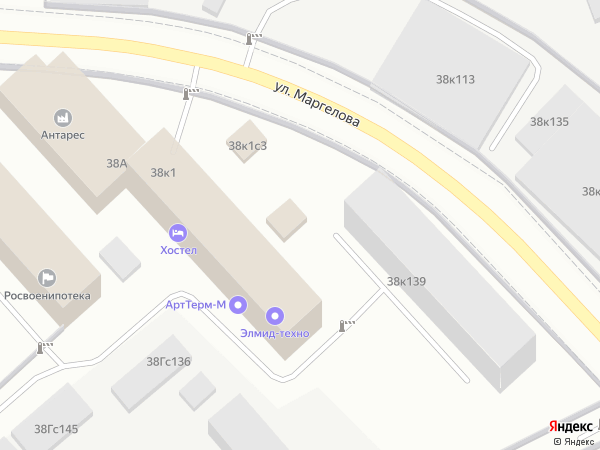 38к113
ул. Маргелова
Антарес
38к135
38к1с3
38А
38к1
38к
Хостел
Росвоенипотека
38к139
АртТерм-М
Элмид-техно
38Гс136
38Гс145
Яндекс
© Яндекс